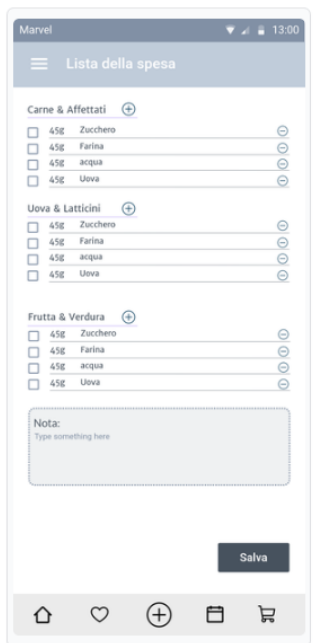 Marvel 13:00
Lista della spesa
Carne & Affettati
45g Zucchero
45g Farina
45g acqua
45g Uova
Uova & Latticini
45g Zucchero
45g Farina
45g acqua
45g Uova
Frutta & Verdura
45g Zucchero
45g Farina
45g acqua
45g Uova
Nota:
Type something here
Salva